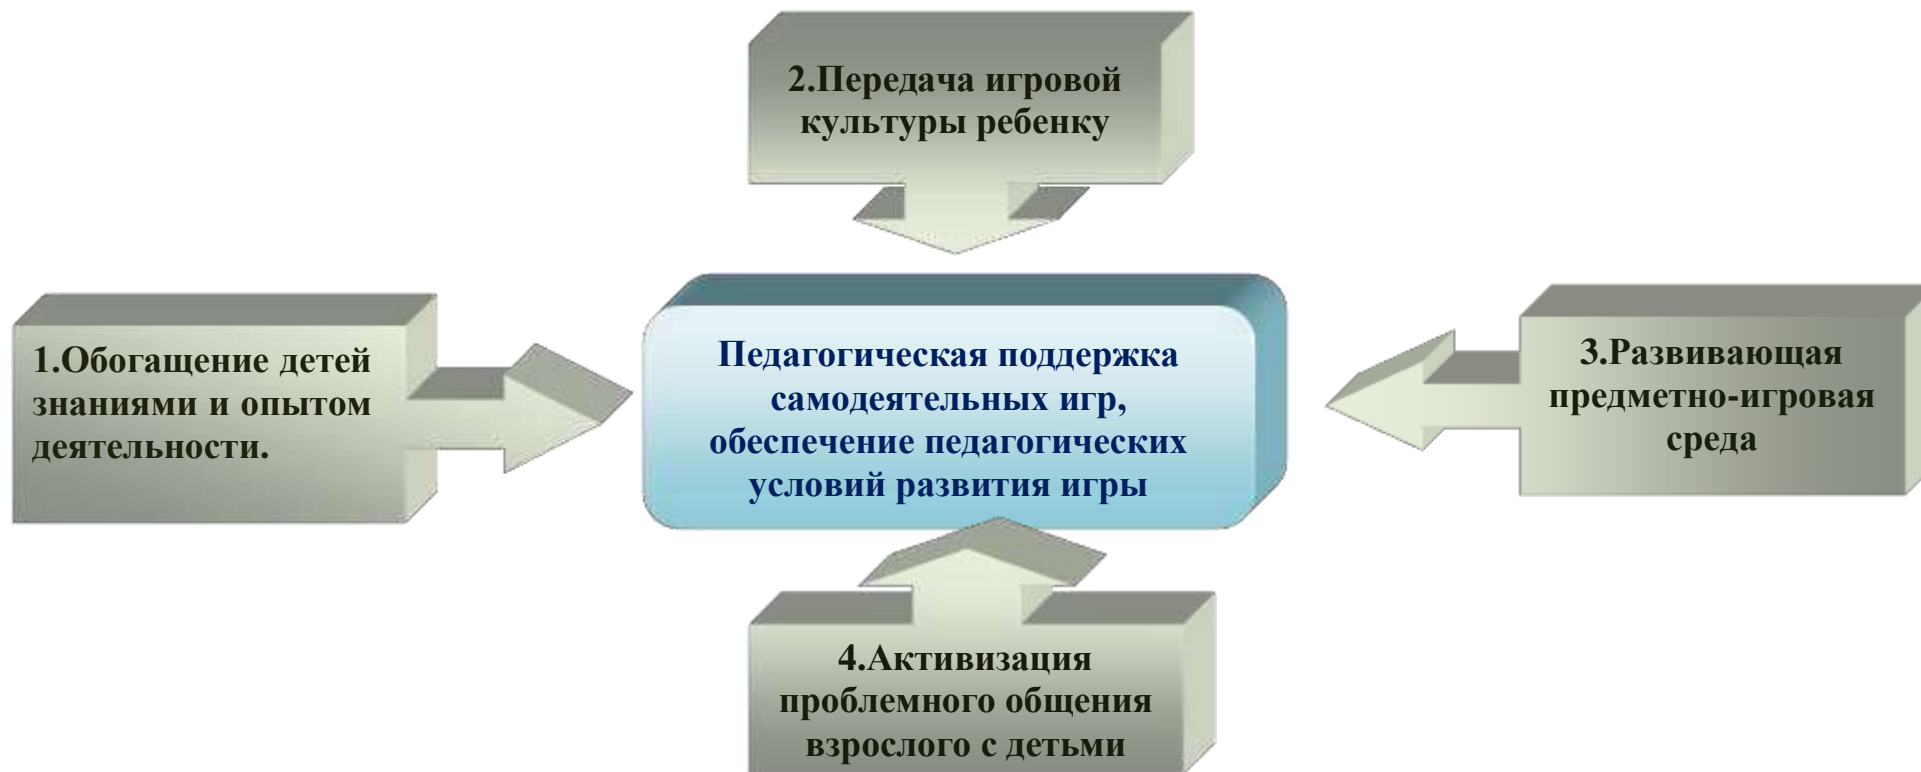 2.Передача игровой
культуры ребенку
1.Обогащение детей
знаниями и опытом
деятельности.
Педагогическая поддержка
самодеятельных игр,
обеспечение педагогических
условий развития игры
3.Развивающая
предметно-игровая
среда
4.Активизация
проблемного общения
взрослого с детьми